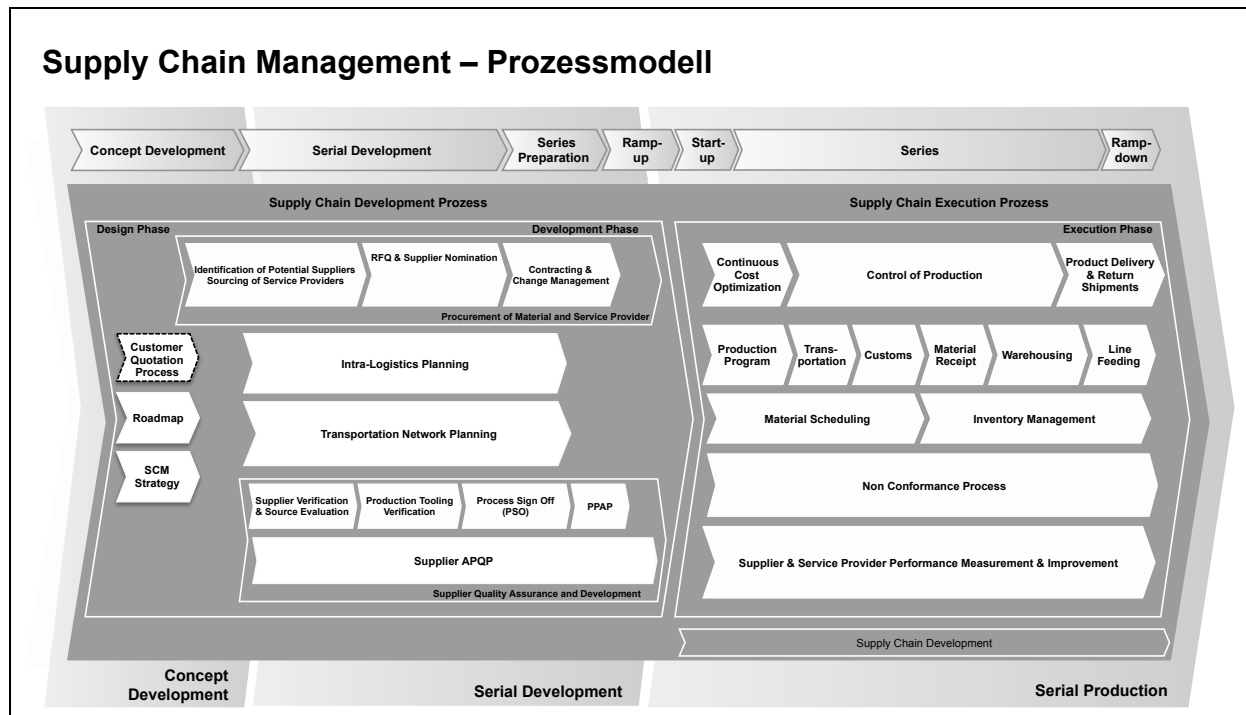 Supply Chain Management – Prozessmodell
Concept Development
Serial Development
Series
Preparation
Ramp-
up
Start-
up
Series
Ramp-
down
Supply Chain Development Prozess
Supply Chain Execution Prozess
Design Phase
Development Phase
Execution Phase
Identification of Potential Suppliers
Sourcing of Service Providers
RFQ & Supplier Nomination
Contracting &
Change Management
Procurement of Material and Service Provider
Customer
Quotation
Process
Roadmap
SCM
Strategy
Intra-Logistics Planning
Transportation Network Planning
Supplier Verification
& Source Evaluation
Production Tooling
Verification
Process Sign Off
(PSO)
PPAP
Supplier APQP
Supplier Quality Assurance and Development
Continuous
Cost
Optimization
Control of Production
Product Delivery
& Return
Shipments
Production
Program
Trans-
portation
Customs
Material
Receipt
Warehousing
Line
Feeding
Material Scheduling
Inventory Management
Non Conformance Process
Supplier & Service Provider Performance Measurement & Improvement
Supply Chain Development
Concept
Development
Serial Development
Serial Production